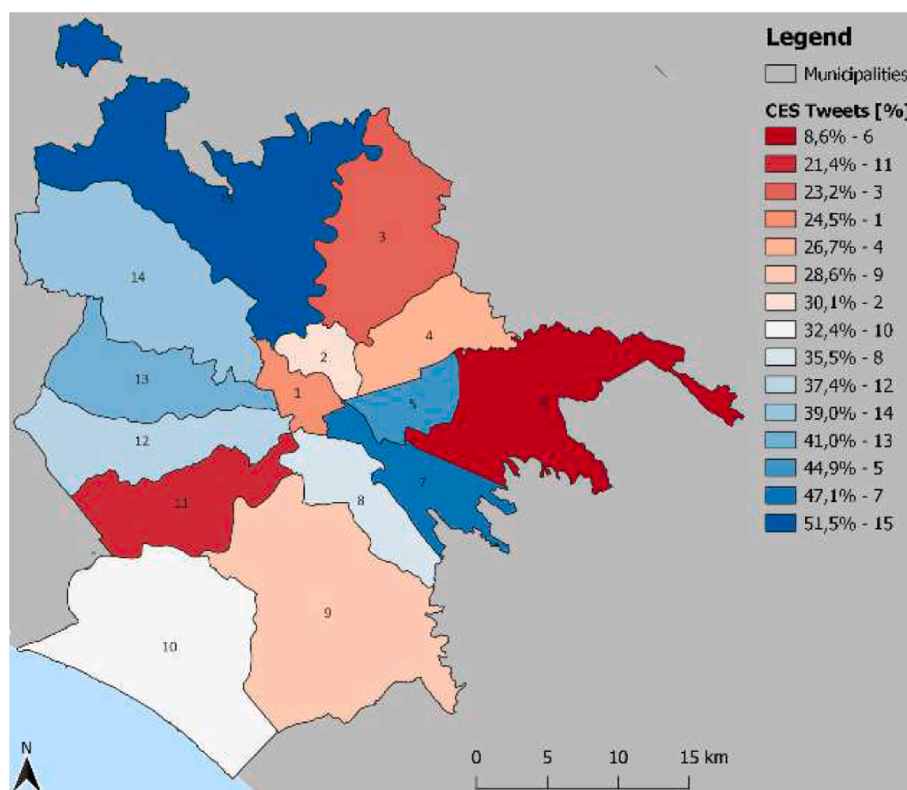 Legend
Municipalities
CES Tweets [%]
8,6% - 6
21,4% - 11
23,2% - 3
24,5% - 1
26,7% - 4
28,6% - 9
30,1% - 2
32,4% - 10
35,5% - 8
37,4% - 12
39,0% - 14
41,0% - 13
44,9% - 5
47,1% - 7
51,5% - 15
15
3
14
4
2
13
1
5
6
12
7
11
8
9
10
N
0 5 10 15 km